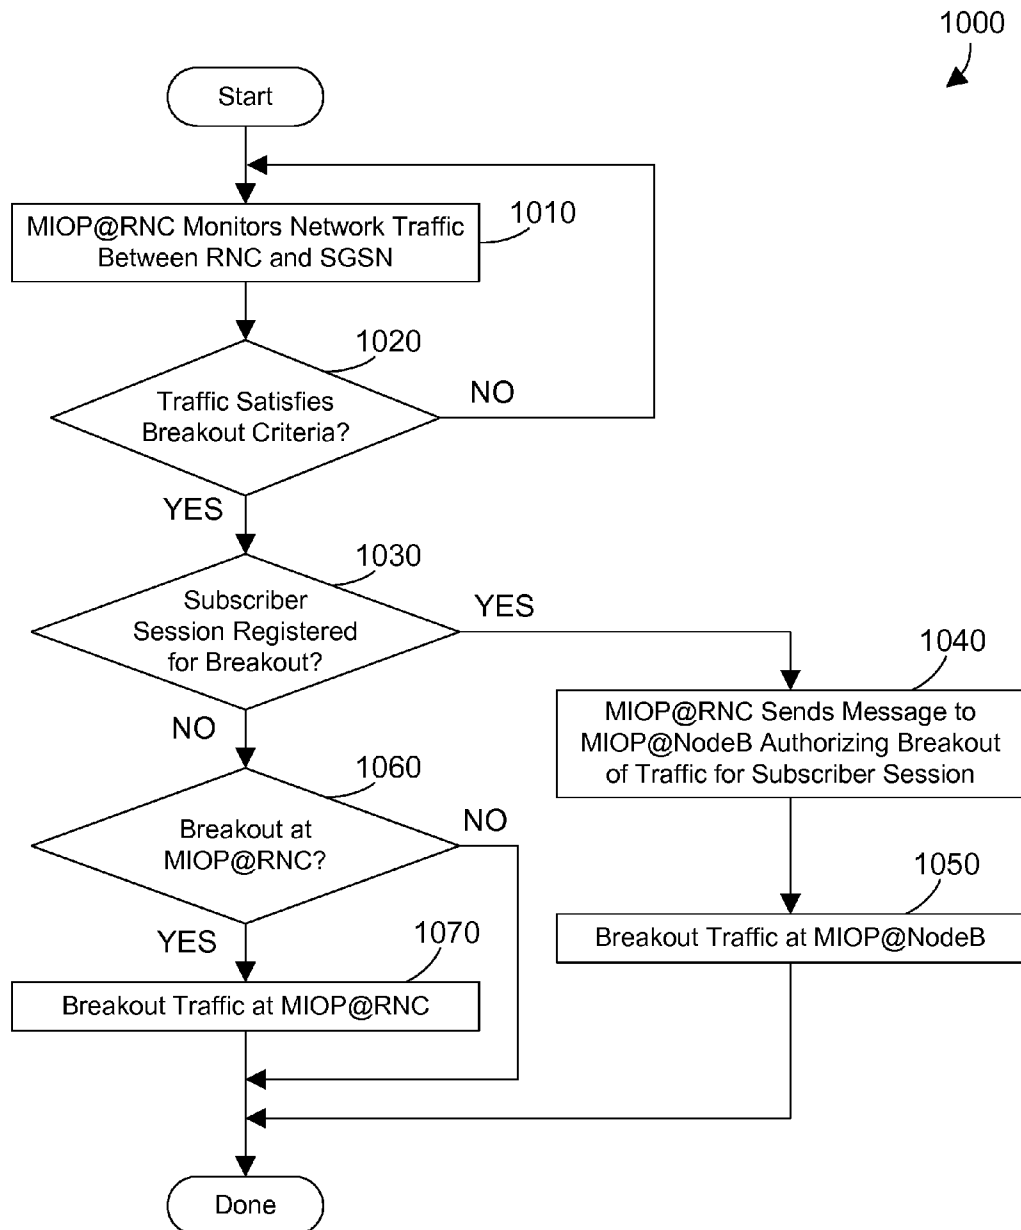 1000
Start
MIOP@RNC Monitors Network Traffic
Between RNC and SGSN
1010
1020
Traffic Satisfies
Breakout Criteria?
NO
YES
1030
Subscriber
Session Registered
for Breakout?
YES
NO
1040
MIOP@RNC Sends Message to
MIOP@NodeB Authorizing Breakout
of Traffic for Subscriber Session
1060
Breakout at
MIOP@RNC?
NO
YES
1050
Breakout Traffic at MIOP@NodeB
1070
Breakout Traffic at MIOP@RNC
Done